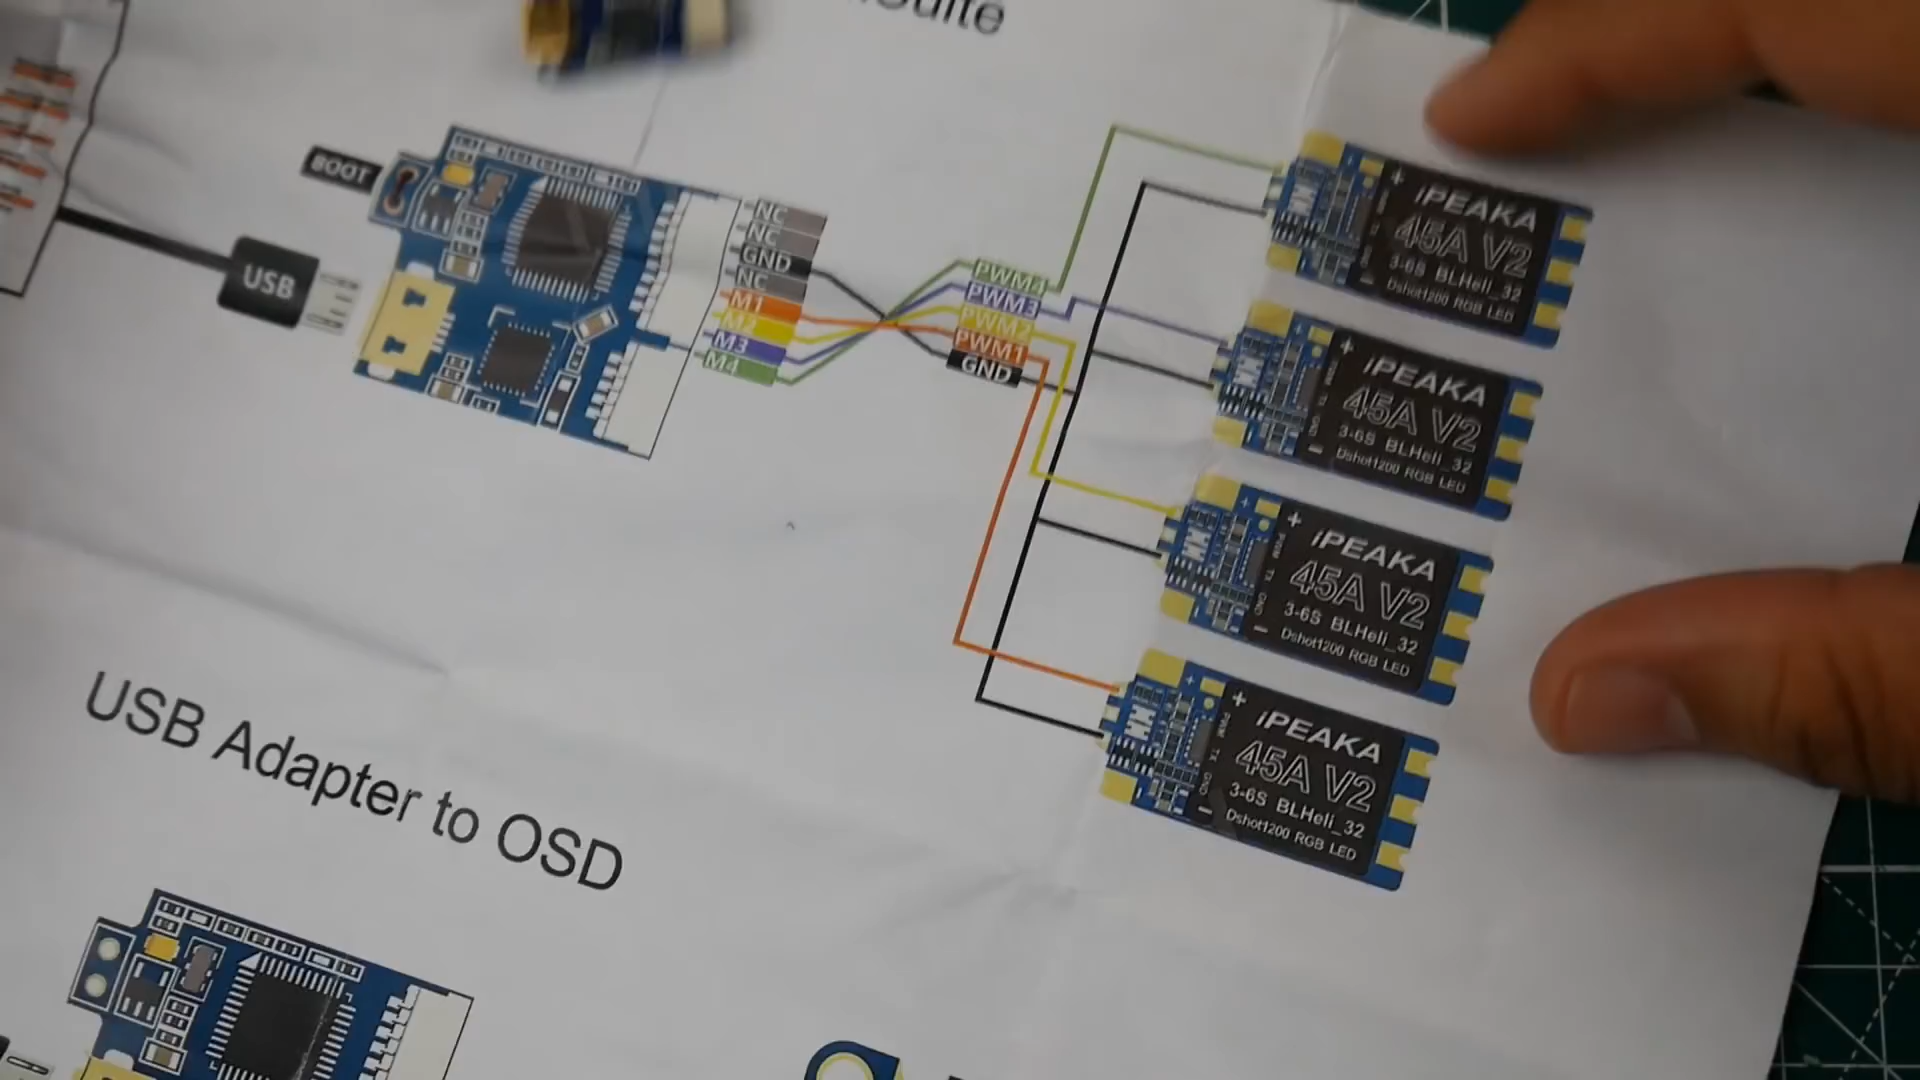 BOOT
USB
NC
NC
GND
NC
M1
M2
M3
M4
PWM4
PWM3
PWM2
PWM1
GND
iPEAKA
45A V2
3-6S BLHeli_32
Dshot1200 RGB LED
iPEAKA
45A V2
3-6S BLHeli_32
Dshot1200 RGB LED
iPEAKA
45A V2
3-6S BLHeli_32
Dshot1200 RGB LED
iPEAKA
45A V2
3-6S BLHeli_32
Dshot1200 RGB LED
USB Adapter to OSD